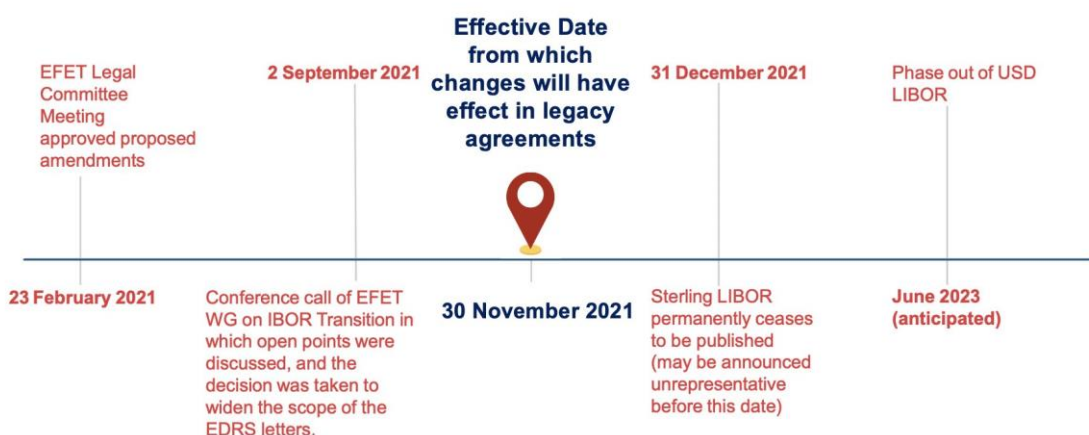 EFET Legal
Committee
Meeting
approved proposed
amendments
23 February 2021
2 September 2021
Conference call of EFET
WG on IBOR Transition in
which open points were
discussed, and the
decision was taken to
widen the scope of the
EDRS letters.
Effective Date
from which
changes will have
effect in legacy
agreements
30 November 2021
31 December 2021
Sterling LIBOR
permanently ceases
to be published
(may be announced
unrepresentative
before this date)
Phase out of USD
LIBOR
June 2023
(anticipated)